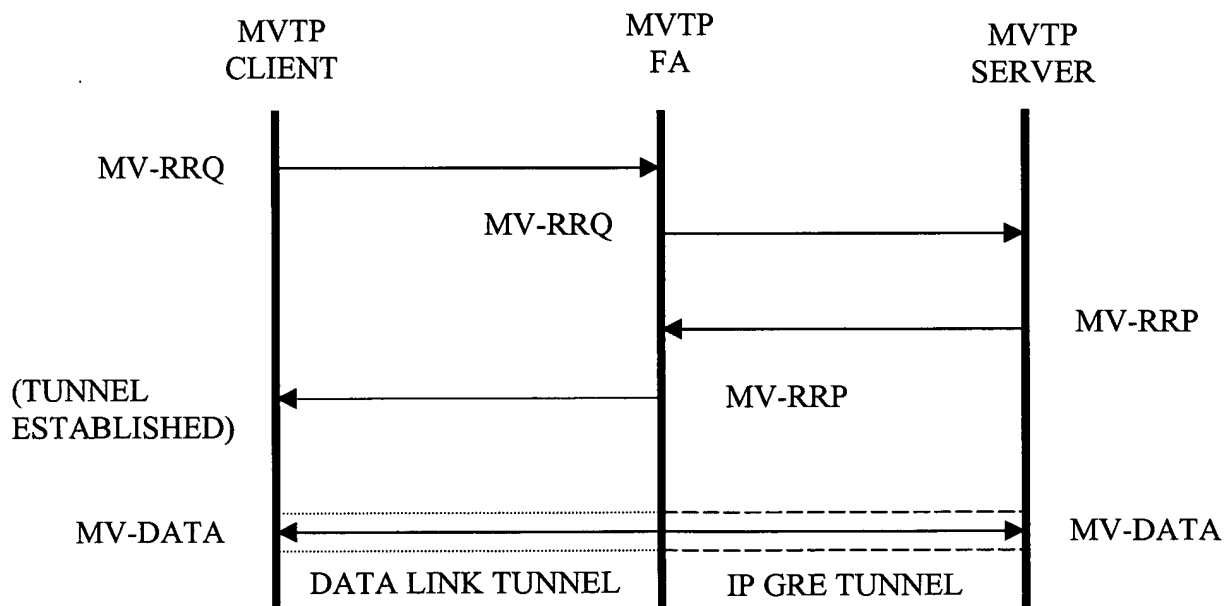 MVTP
CLIENT
MVTP
FA
MVTP
SERVER
MV-RRQ
MV-RRQ
MV-RRP
(TUNNEL
ESTABLISHED)
MV-RRP
MV-DATA
MV-DATA
DATA LINK TUNNEL
IP GRE TUNNEL